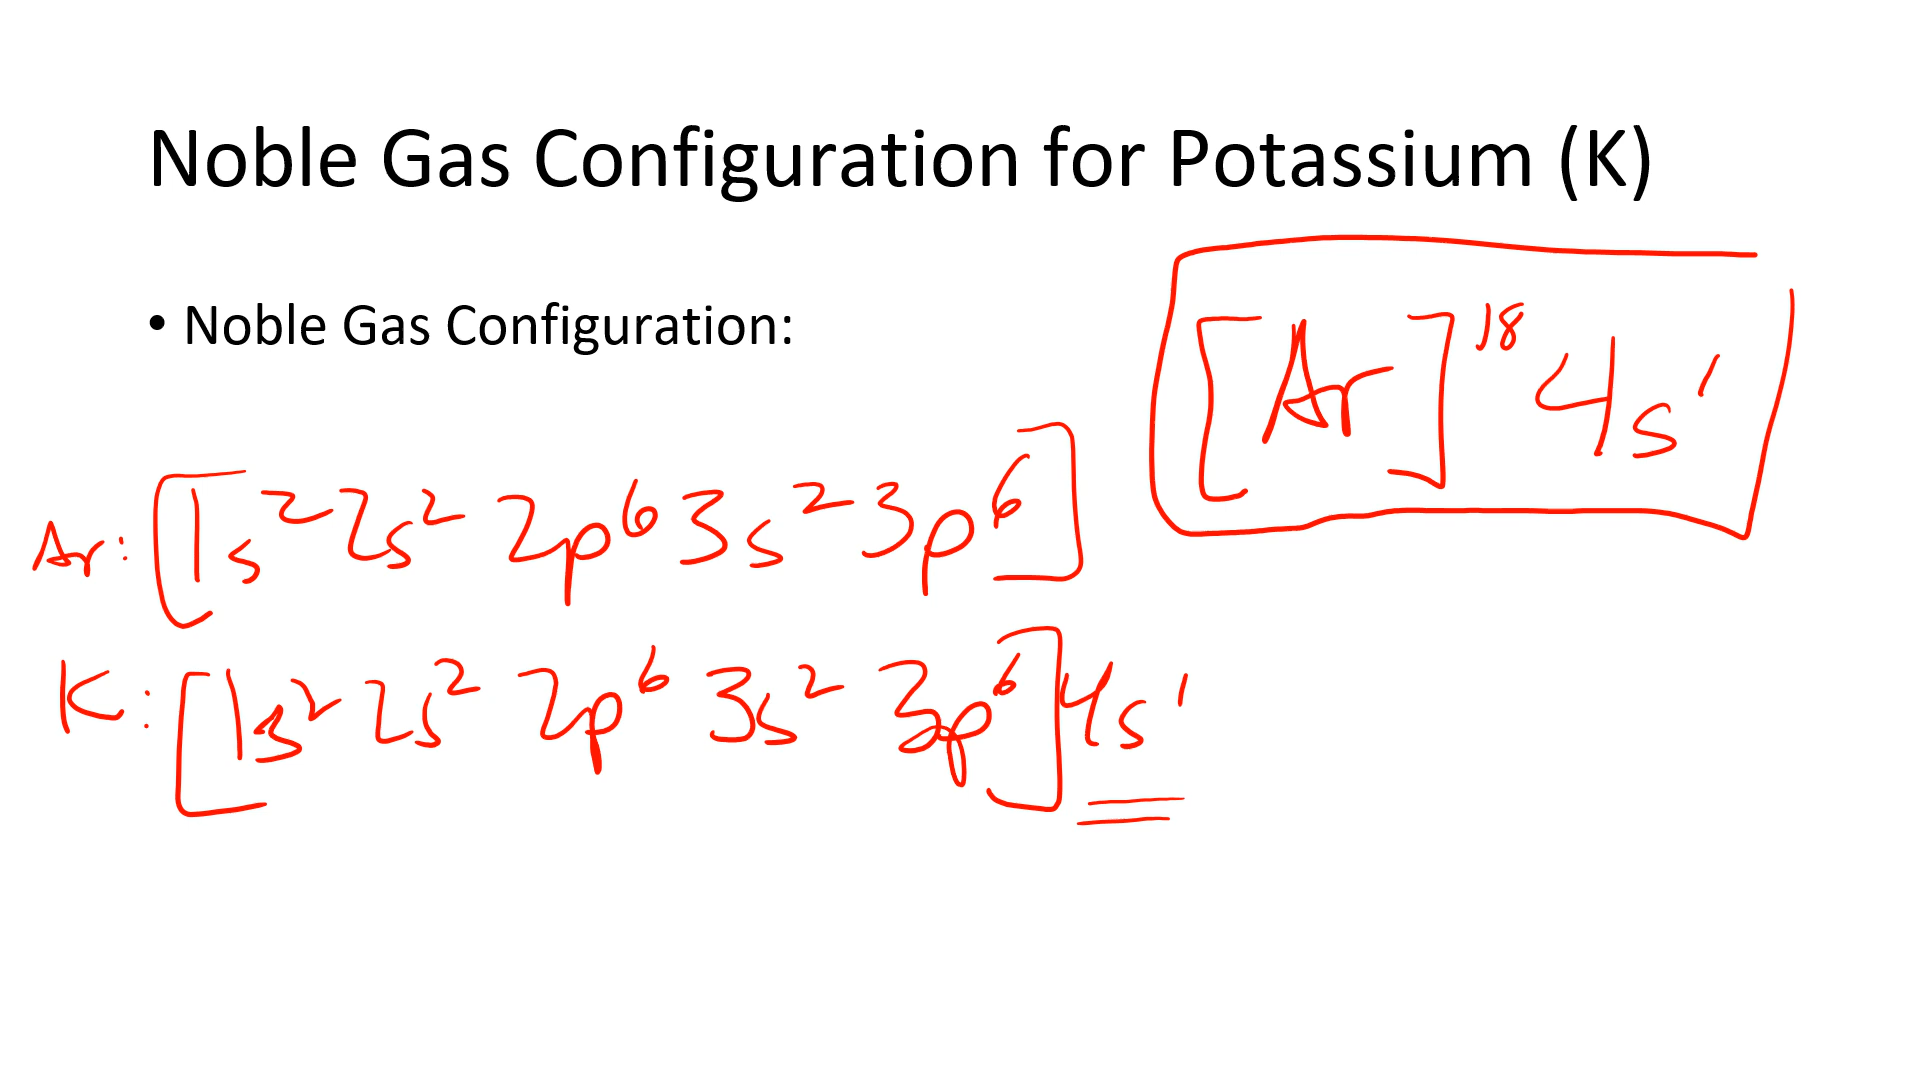 Noble Gas Configuration for Potassium (K)
• Noble Gas Configuration:
[Ar]¹⁸ 4s¹
Ar: [1s² 2s² 2p⁶ 3s² 3p⁶]
K: [1s² 2s² 2p⁶ 3s² 3p⁶] 4s¹